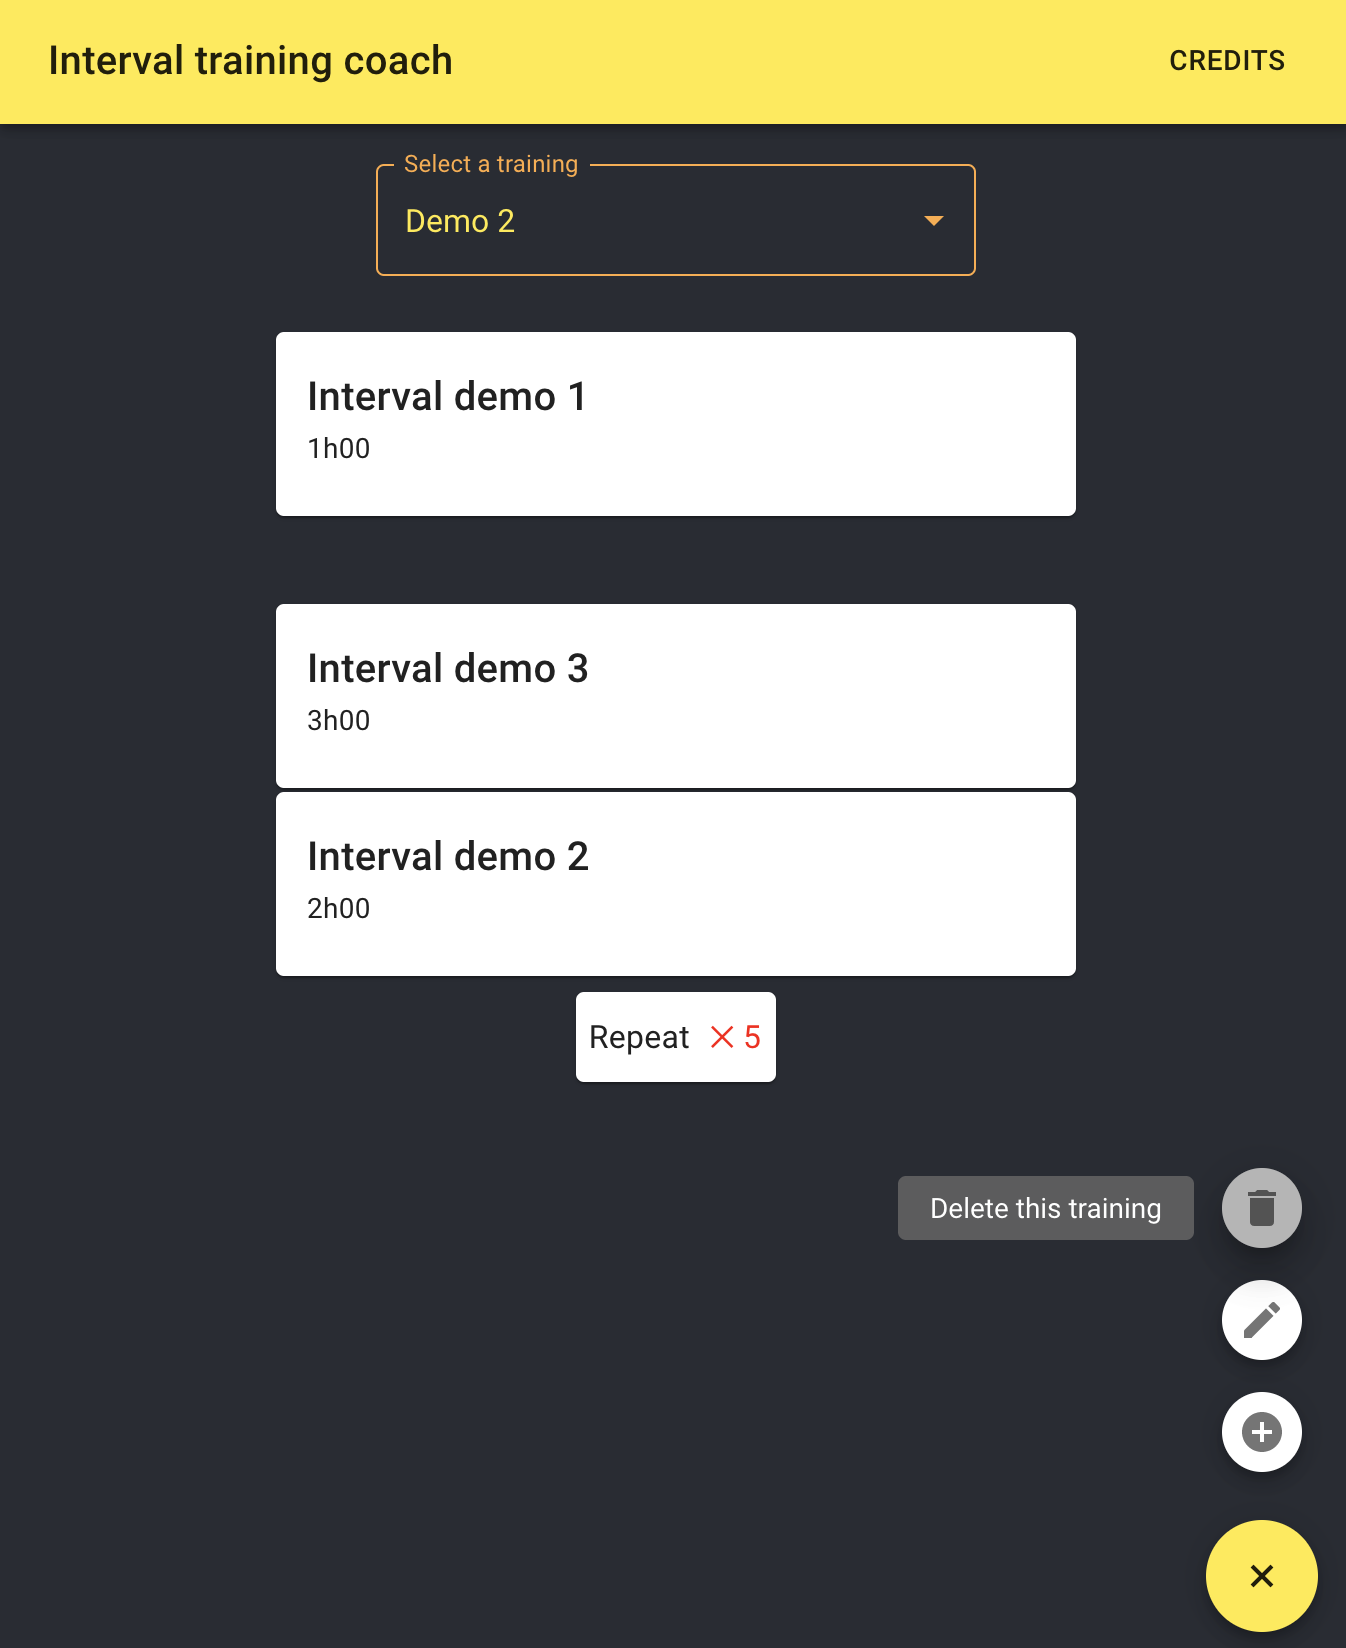 Interval training coach
CREDITS
Select a training
Demo 2
Interval demo 1
1h00
Interval demo 3
3h00
Interval demo 2
2h00
Repeat × 5
Delete this training